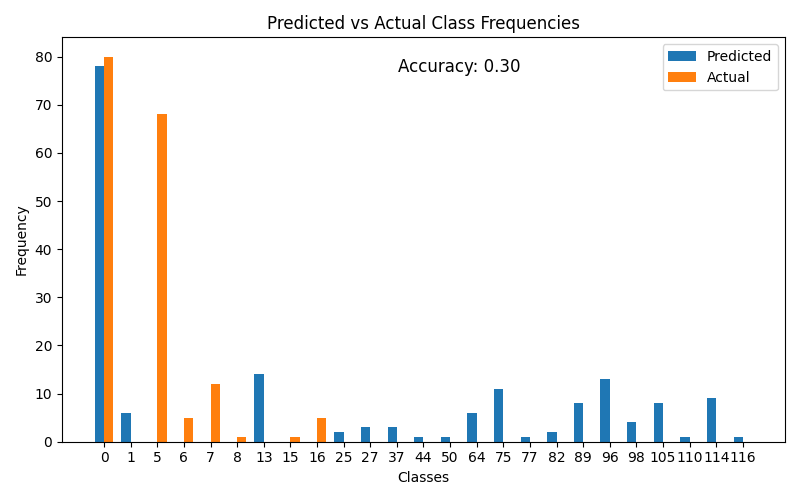 Predicted vs Actual Class Frequencies
Accuracy: 0.30
Predicted
Actual
Frequency
80
70
60
50
40
30
20
10
0
0 1 5 6 7 8 13 15 16 25 27 37 44 50 64 75 77 82 89 96 98 105 110 114 116
Classes